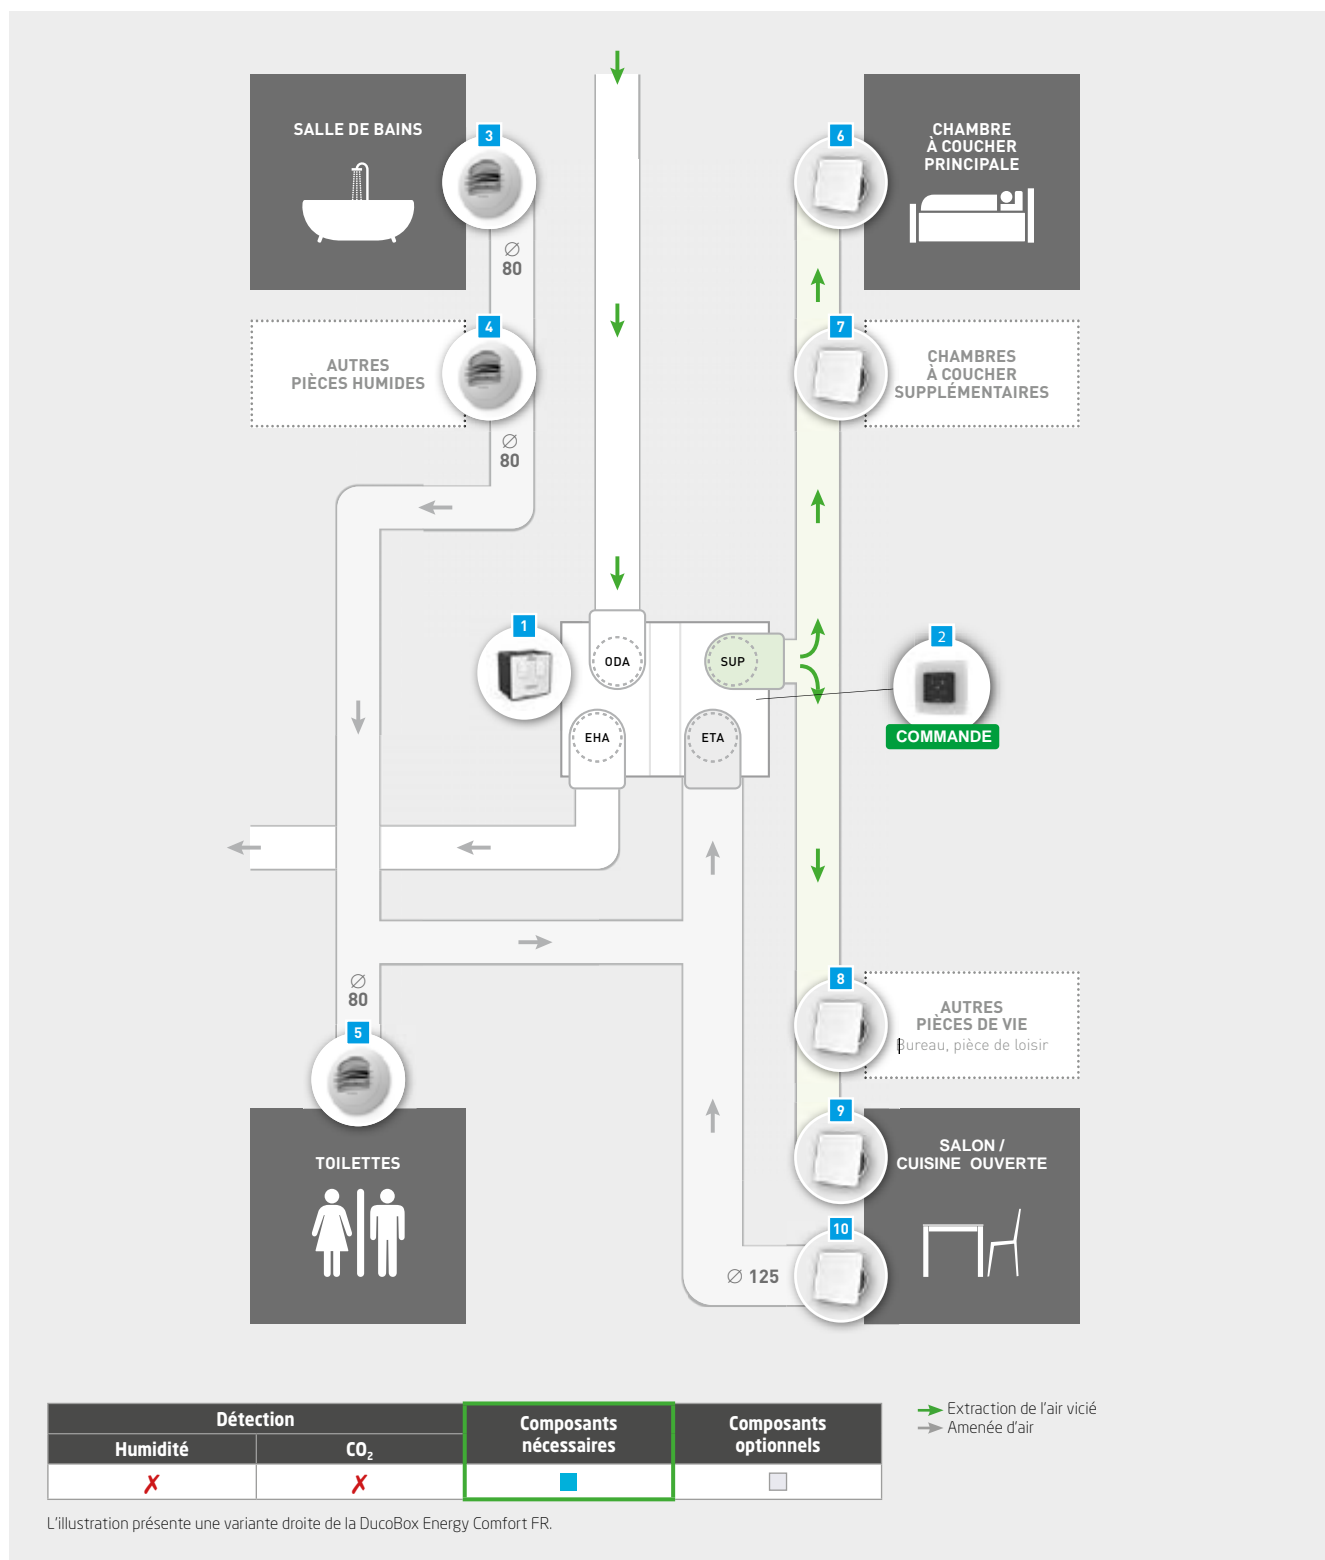 3
SALLE DE BAINS
Ø
80
4
AUTRES
PIÈCES HUMIDES
Ø
80
6
CHAMBRE
À COUCHER
PRINCIPALE
7
CHAMBRES
À COUCHER
SUPPLÉMENTAIRES
1
ODA
SUP
EHA
ETA
2
COMMANDE
Ø
80
5
TOILETTES
8
AUTRES
PIÈCES DE VIE
Bureau, pièce de loisir
9
SALON /
CUISINE OUVERTE
10
Ø 125
Détection
Humidité
CO₂
Composants
nécessaires
Composants
optionnels
✗
✗
Extraction de l'air vicié
Amenée d'air
L'illustration présente une variante droite de la DucoBox Energy Comfort FR.